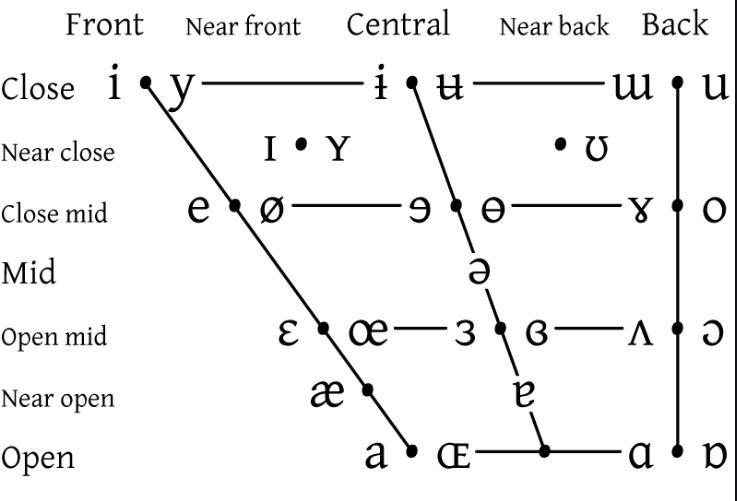 Front Near front Central Near back Back
Close i y ɨ ʉ ɯ u
Near close ɪ ʏ ʊ
Close mid e ø ɘ ɵ ɤ o
Mid ə
Open mid ɛ œ ɜ ɞ ʌ ɔ
Near open æ ɐ
Open a ɶ ɑ ɒ